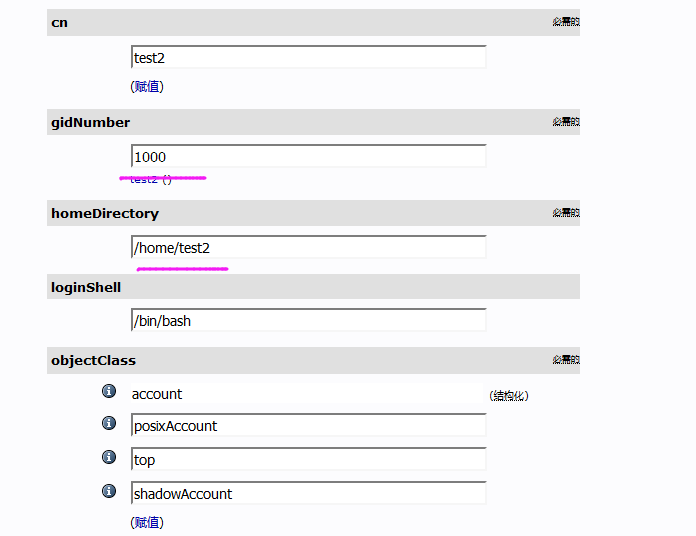 cn 必需的
test2
(赋值)
gidNumber 必需的
1000
test2 ()
homeDirectory 必需的
/home/test2
loginShell
/bin/bash
objectClass 必需的
account (结构化)
posixAccount
top
shadowAccount
(赋值)